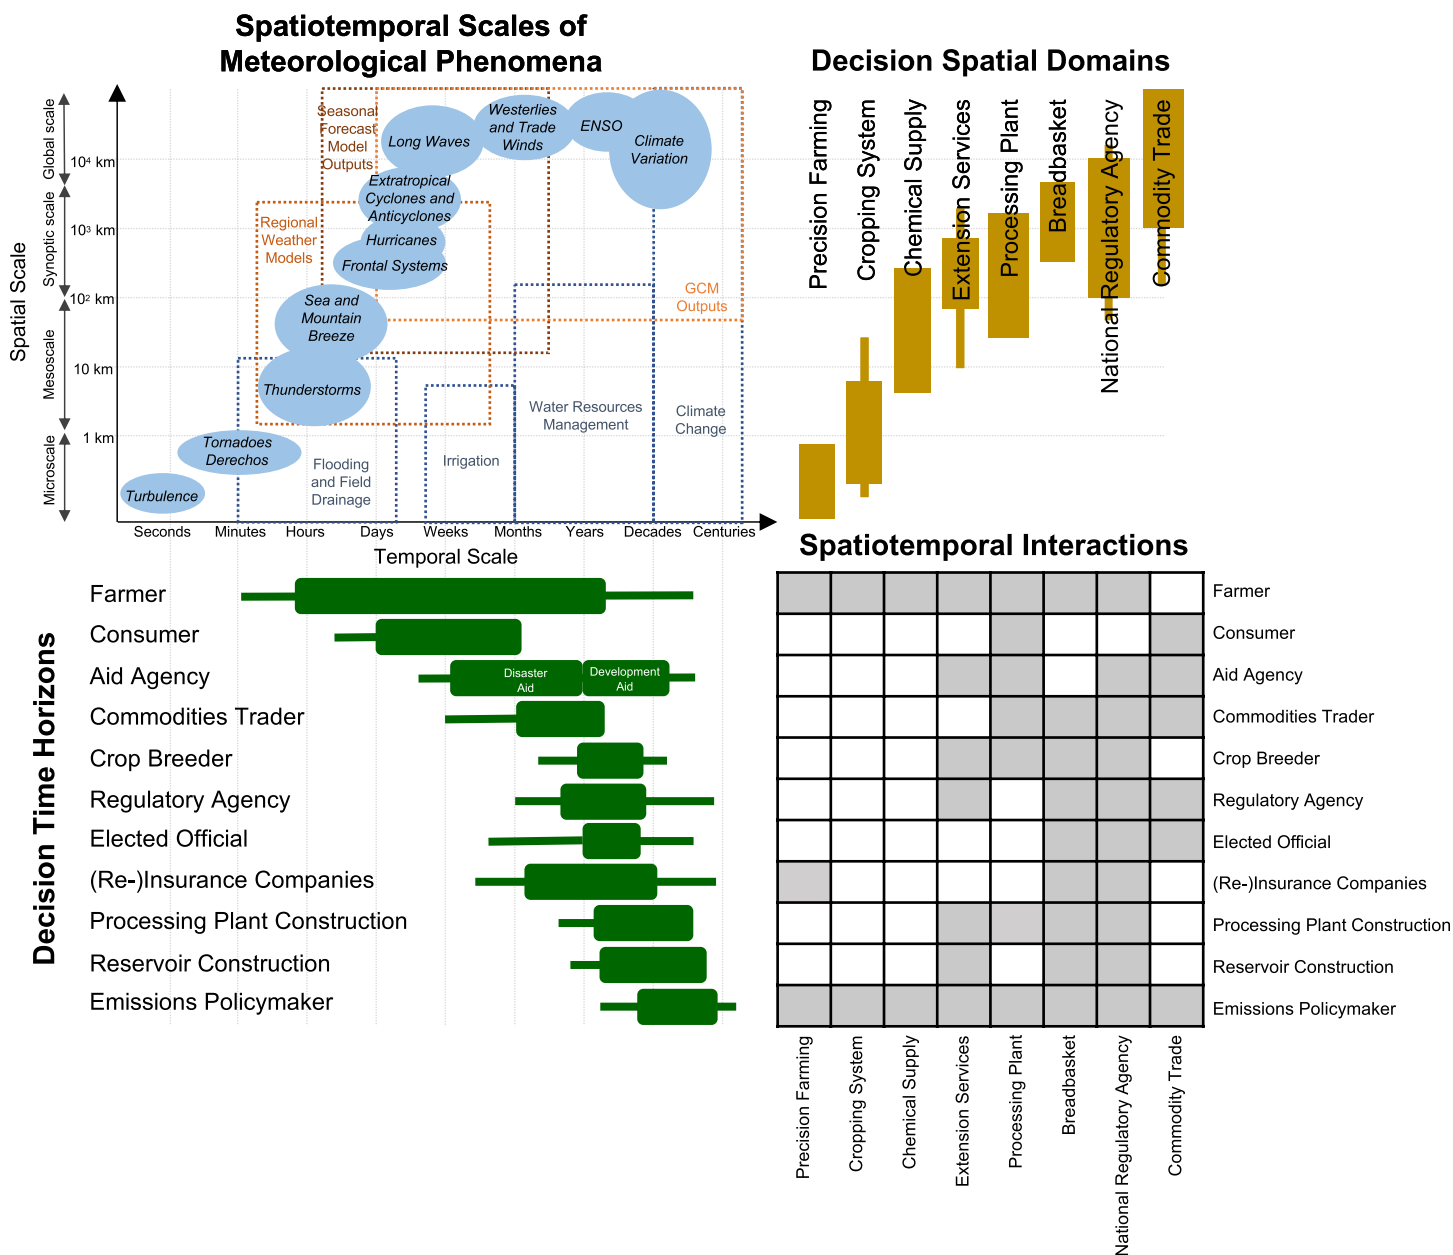 Spatiotemporal Scales of
Meteorological Phenomena
Decision Spatial Domains
Spatial Scale
Global scale
Synoptic scale
Mesoscale
Microscale
10⁴ km
10³ km
10² km
10 km
1 km
Seasonal
Forecast
Model
Outputs
Long Waves
Westerlies
and Trade
Winds
ENSO
Climate
Variation
Extratropical
Cyclones and
Anticyclones
Regional
Weather
Models
Hurricanes
Frontal Systems
GCM
Outputs
Sea and
Mountain
Breeze
Thunderstorms
Water Resources
Management
Climate
Change
Tornadoes
Derechos
Flooding
and Field
Drainage
Irrigation
Turbulence
Seconds
Minutes
Hours
Days
Weeks
Months
Years
Decades
Centuries
Temporal Scale
Precision Farming
Cropping System
Chemical Supply
Extension Services
Processing Plant
Breadbasket
National Regulatory Agency
Commodity Trade
Decision Time Horizons
Farmer
Consumer
Aid Agency
Disaster
Aid
Development
Aid
Commodities Trader
Crop Breeder
Regulatory Agency
Elected Official
(Re-)Insurance Companies
Processing Plant Construction
Reservoir Construction
Emissions Policymaker
Spatiotemporal Interactions
Farmer
Consumer
Aid Agency
Commodities Trader
Crop Breeder
Regulatory Agency
Elected Official
(Re-)Insurance Companies
Processing Plant Construction
Reservoir Construction
Emissions Policymaker
Precision Farming
Cropping System
Chemical Supply
Extension Services
Processing Plant
Breadbasket
National Regulatory Agency
Commodity Trade